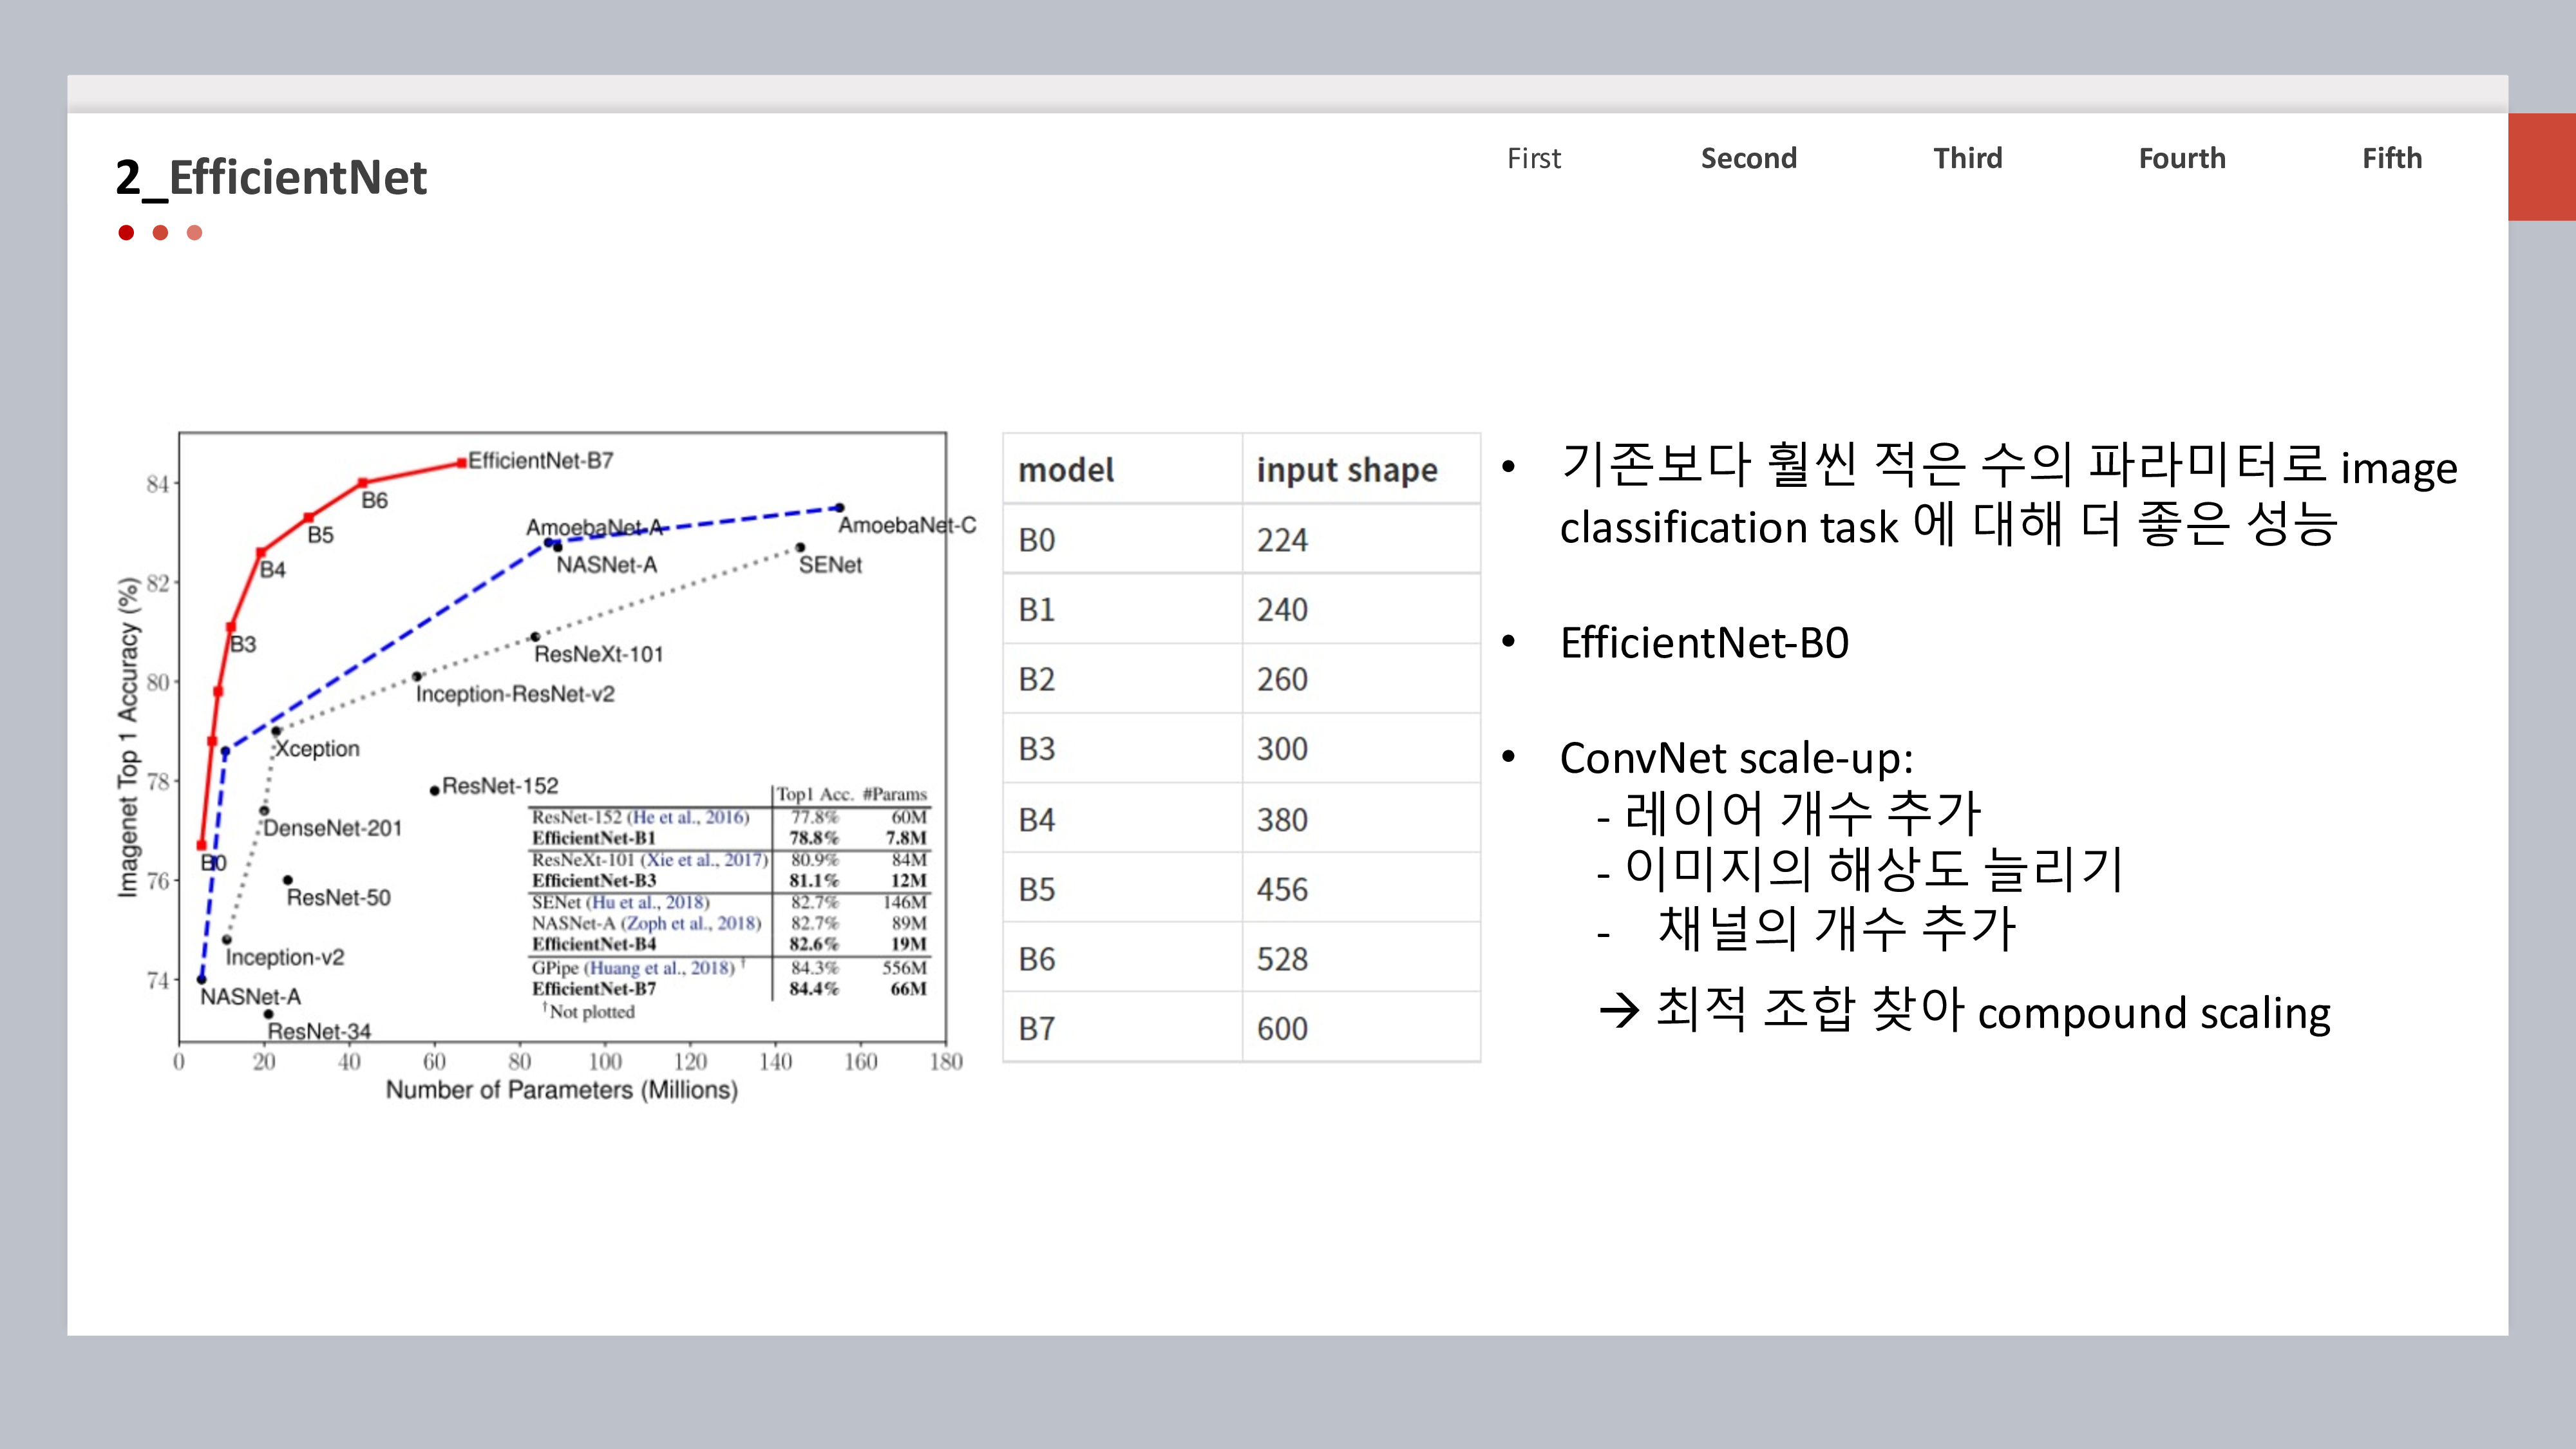 2_EfficientNet
First Second Third Fourth Fifth
Imagenet Top 1 Accuracy (%)
84
82
80
78
76
74
EfficientNet-B7
B6
B5
B4
B3
B0
AmoebaNet-A
AmoebaNet-C
NASNet-A
SENet
ResNeXt-101
Inception-ResNet-v2
Xception
ResNet-152
DenseNet-201
ResNet-50
Inception-v2
NASNet-A
ResNet-34
Top1 Acc. #Params
ResNet-152 (He et al., 2016) 77.8% 60M
EfficientNet-B1 78.8% 7.8M
ResNeXt-101 (Xie et al., 2017) 80.9% 84M
EfficientNet-B3 81.1% 12M
SENet (Hu et al., 2018) 82.7% 146M
NASNet-A (Zoph et al., 2018) 82.7% 89M
EfficientNet-B4 82.6% 19M
GPipe (Huang et al., 2018) † 84.3% 556M
EfficientNet-B7 84.4% 66M
†Not plotted
0 20 40 60 80 100 120 140 160 180
Number of Parameters (Millions)
model input shape
B0 224
B1 240
B2 260
B3 300
B4 380
B5 456
B6 528
B7 600
• 기존보다 훨씬 적은 수의 파라미터로 image
classification task 에 대해 더 좋은 성능
• EfficientNet-B0
• ConvNet scale-up:
- 레이어 개수 추가
- 이미지의 해상도 늘리기
- 채널의 개수 추가
→ 최적 조합 찾아 compound scaling